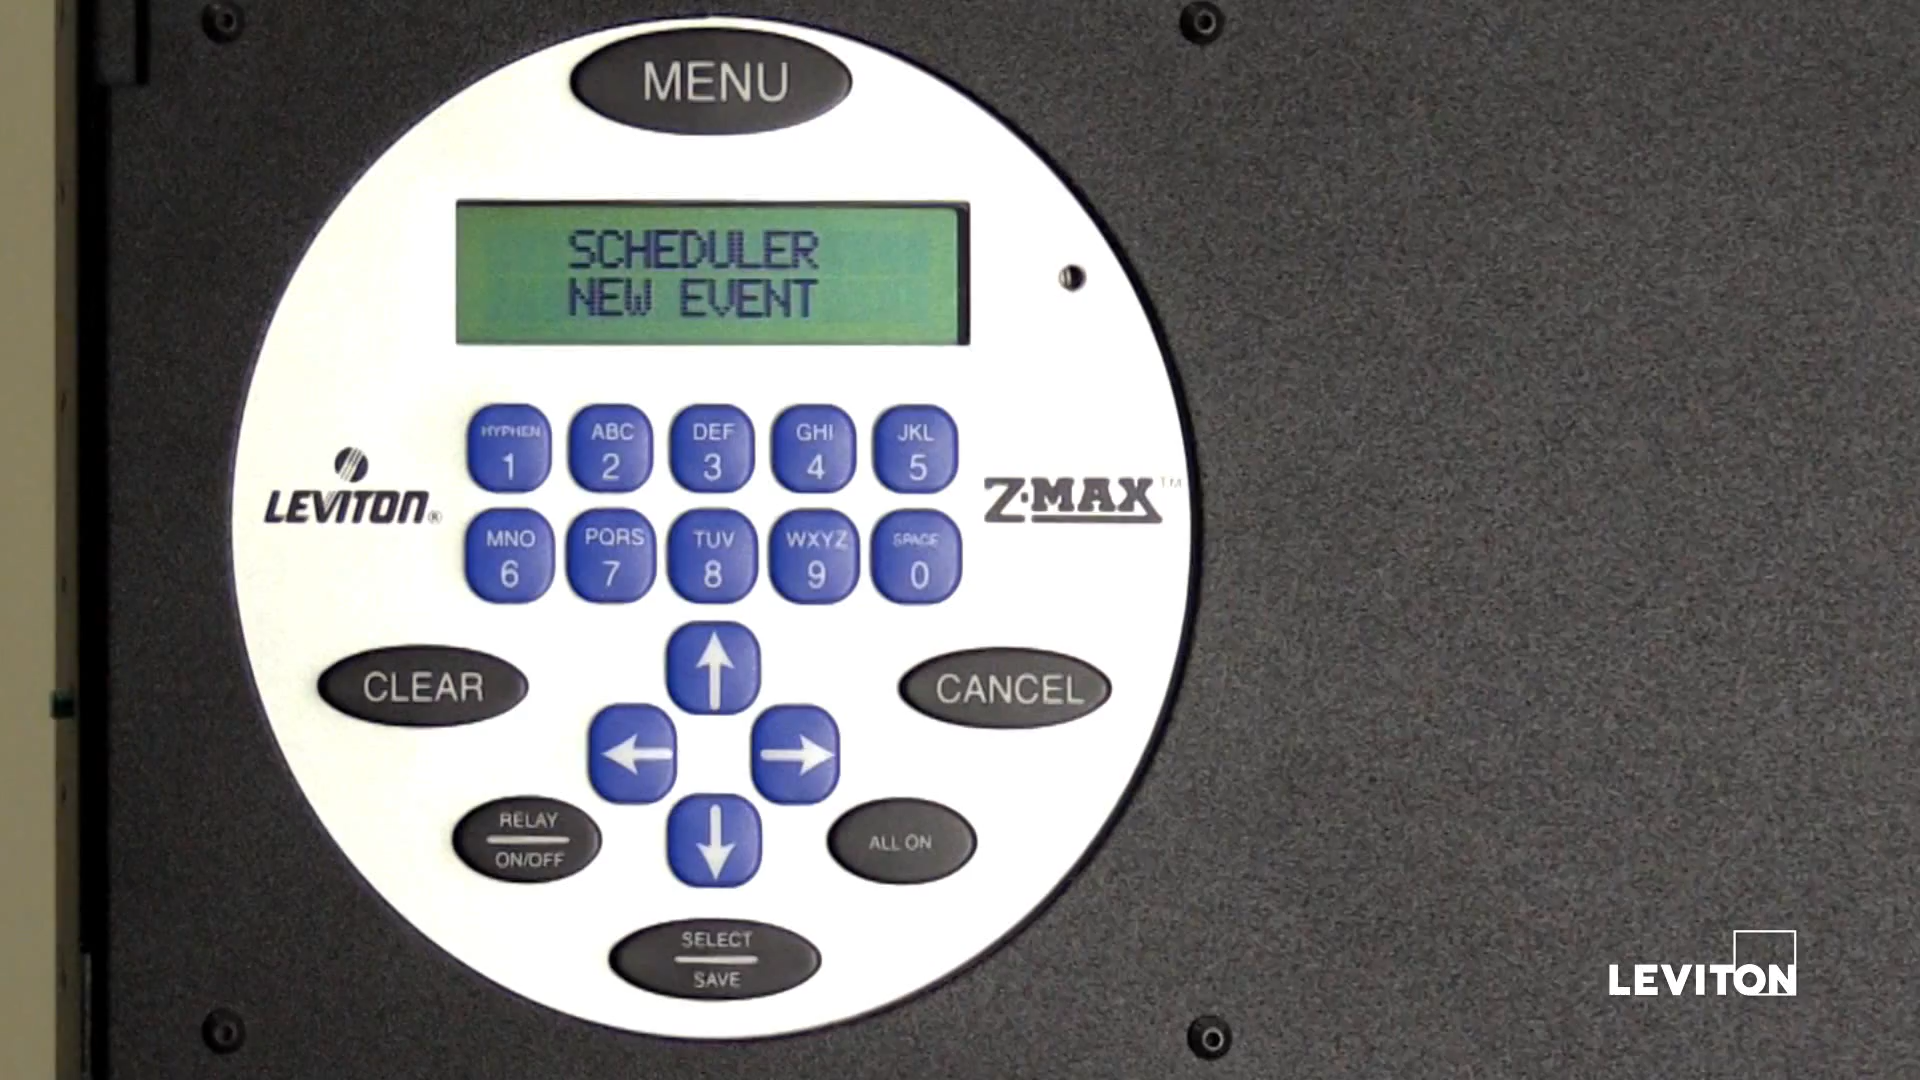 MENU
SCHEDULER
NEW EVENT
HYPHEN
1
ABC
2
DEF
3
GHI
4
JKL
5
LEVITON®
Z·MAX™
MNO
6
PQRS
7
TUV
8
WXYZ
9
SPACE
0
CLEAR
CANCEL
RELAY
ON/OFF
ALL ON
SELECT
SAVE
LEVITON